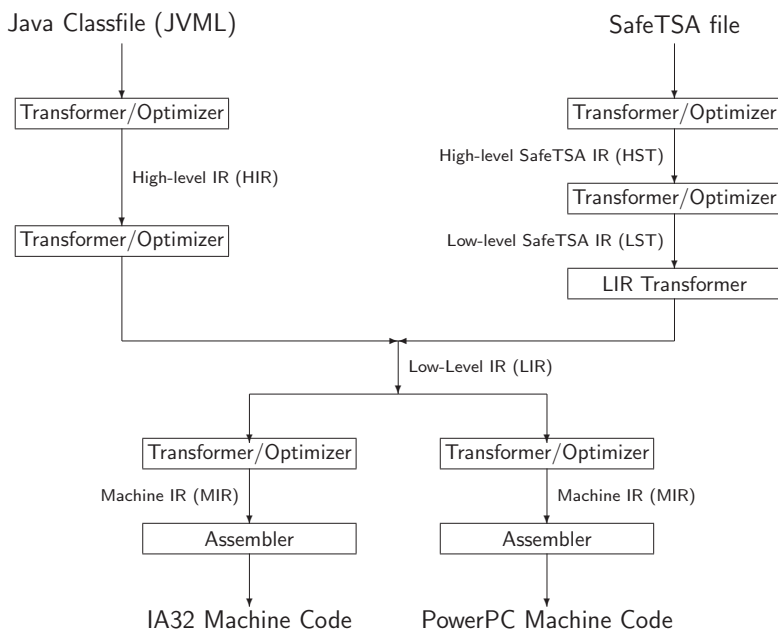 Java Classfile (JVML)
SafeTSA file
Transformer/Optimizer
Transformer/Optimizer
High-level SafeTSA IR (HST)
High-level IR (HIR)
Transformer/Optimizer
Transformer/Optimizer
Low-level SafeTSA IR (LST)
LIR Transformer
Low-Level IR (LIR)
Transformer/Optimizer
Transformer/Optimizer
Machine IR (MIR)
Machine IR (MIR)
Assembler
Assembler
IA32 Machine Code
PowerPC Machine Code